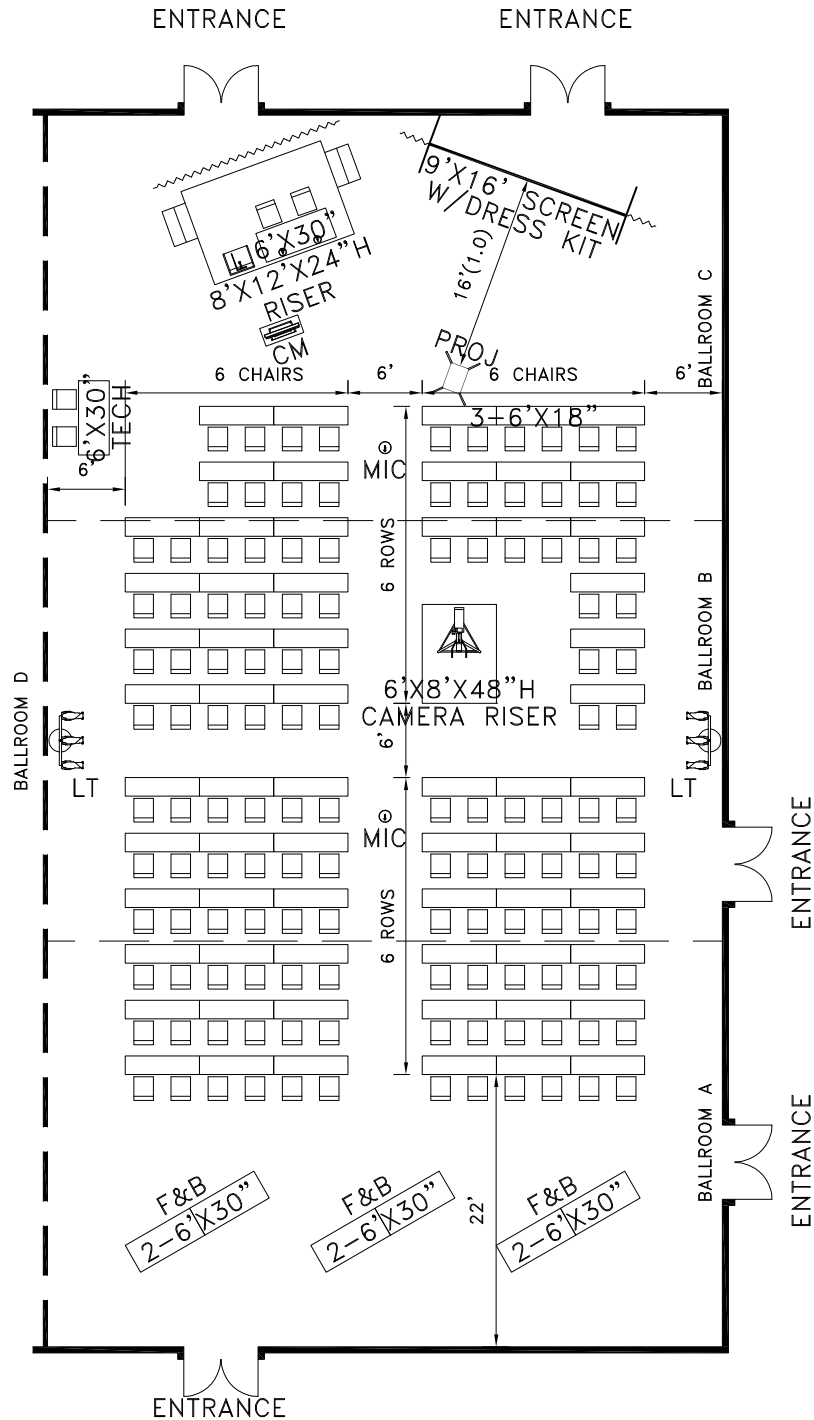 ENTRANCE
ENTRANCE
9'X16' SCREEN
W/DRESS KIT
6'X30"
8'X12'X24"H
RISER
CM
16'(1.0)
PROJ
BALLROOM C
6 CHAIRS
6'
6 CHAIRS
6'
6'X30"
TECH
6'
3-6'X18"
MIC
6 ROWS
BALLROOM B
6'X8'X48"H
CAMERA RISER
BALLROOM D
6'
LT
LT
MIC
ENTRANCE
6 ROWS
BALLROOM A
ENTRANCE
F&B
2-6'X30"
F&B
2-6'X30"
F&B
2-6'X30"
22'
ENTRANCE